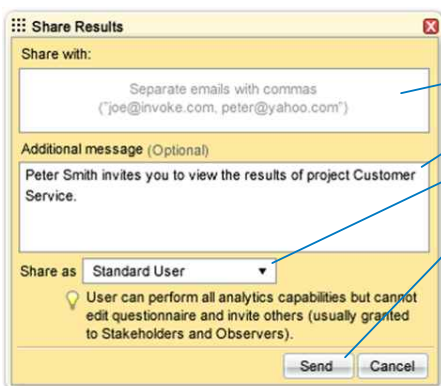 Share Results
Share with:
Separate emails with commas
("joe@invoke.com, peter@yahoo.com")
Additional message (Optional)
Peter Smith invites you to view the results of project Customer
Service.
Share as Standard User
User can perform all analytics capabilities but cannot
edit questionnaire and invite others (usually granted
to Stakeholders and Observers).
Send Cancel